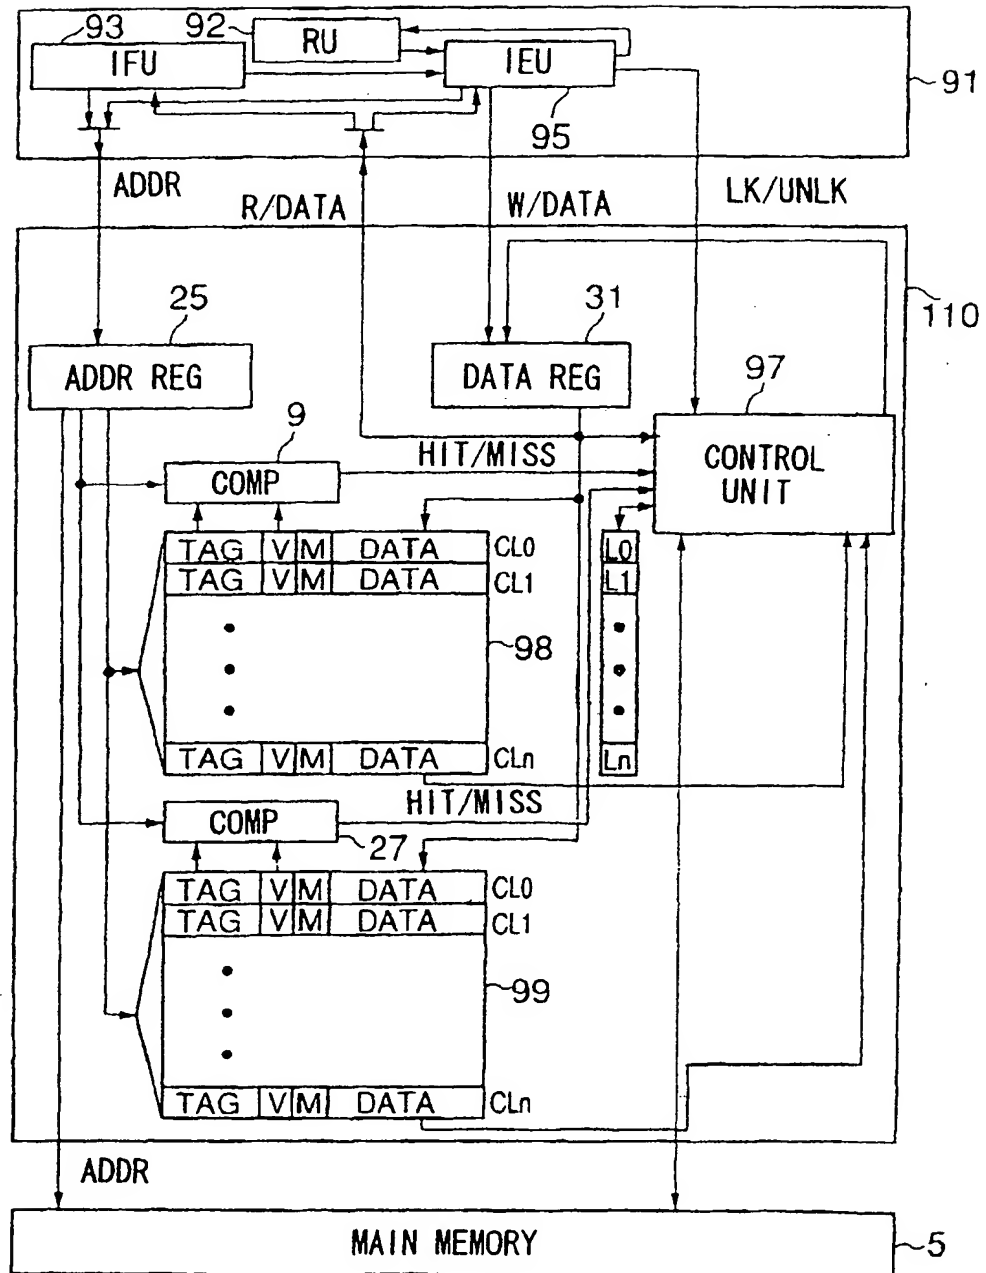 93
92
RU
IFU
IEU
91
95
ADDR
R/DATA
W/DATA
LK/UNLK
25
31
110
ADDR REG
DATA REG
97
9
HIT/MISS
CONTROL
UNIT
COMP
TAG V M DATA CL0
L0
TAG V M DATA CL1
L1
98
TAG V M DATA CLn
Ln
HIT/MISS
COMP
27
TAG V M DATA CL0
TAG V M DATA CL1
99
TAG V M DATA CLn
ADDR
MAIN MEMORY
5